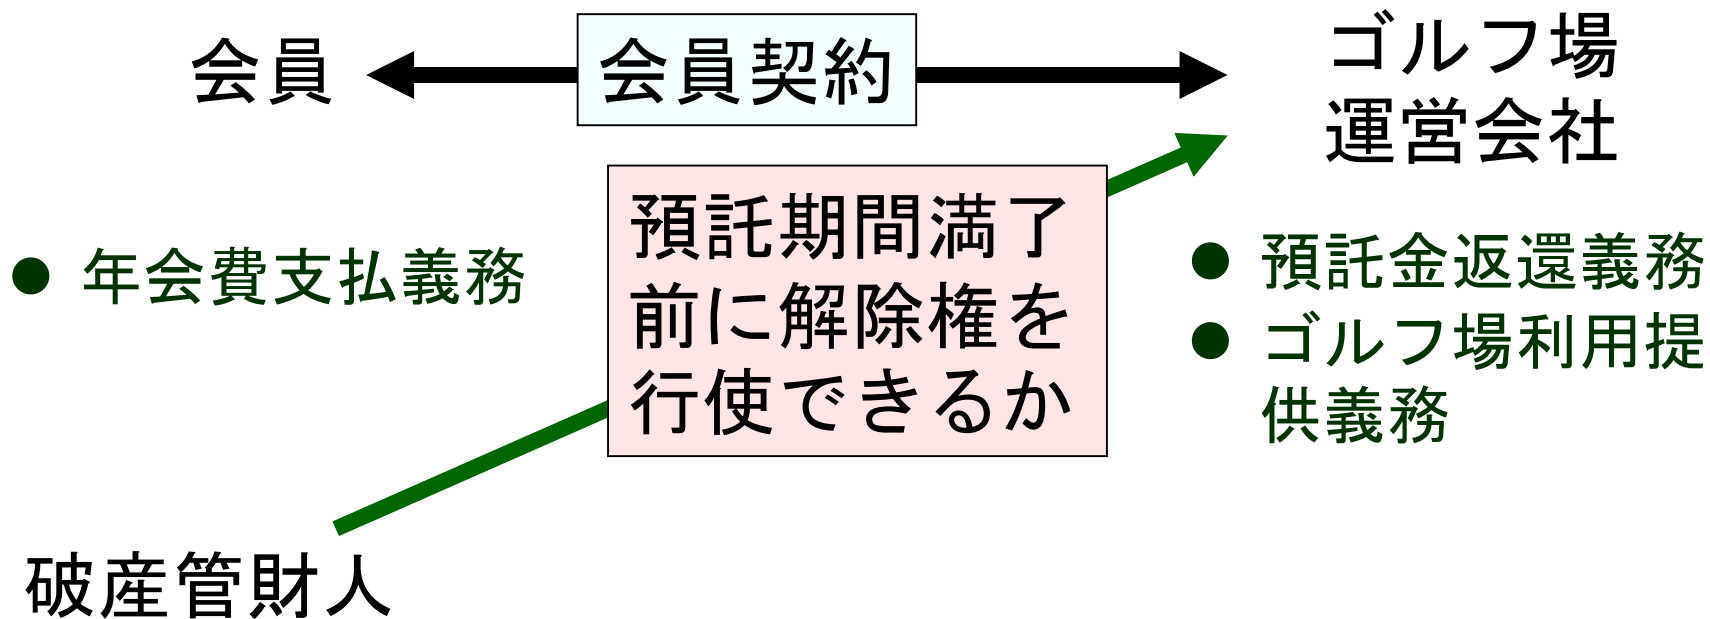 会員
会員契約
ゴルフ場
運営会社
● 年会費支払義務
預託期間満了
前に解除権を
行使できるか
● 預託金返還義務
● ゴルフ場利用提
供義務
破産管財人